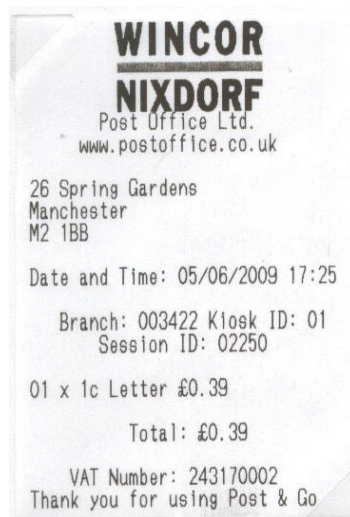 WINCOR
NIXDORF
Post Office Ltd.
www.postoffice.co.uk
26 Spring Gardens
Manchester
M2 1BB
Date and Time: 05/06/2009 17:25
Branch: 003422 Kiosk ID: 01
Session ID: 02250
01 x 1c Letter £0.39
Total: £0.39
VAT Number: 243170002
Thank you for using Post & Go